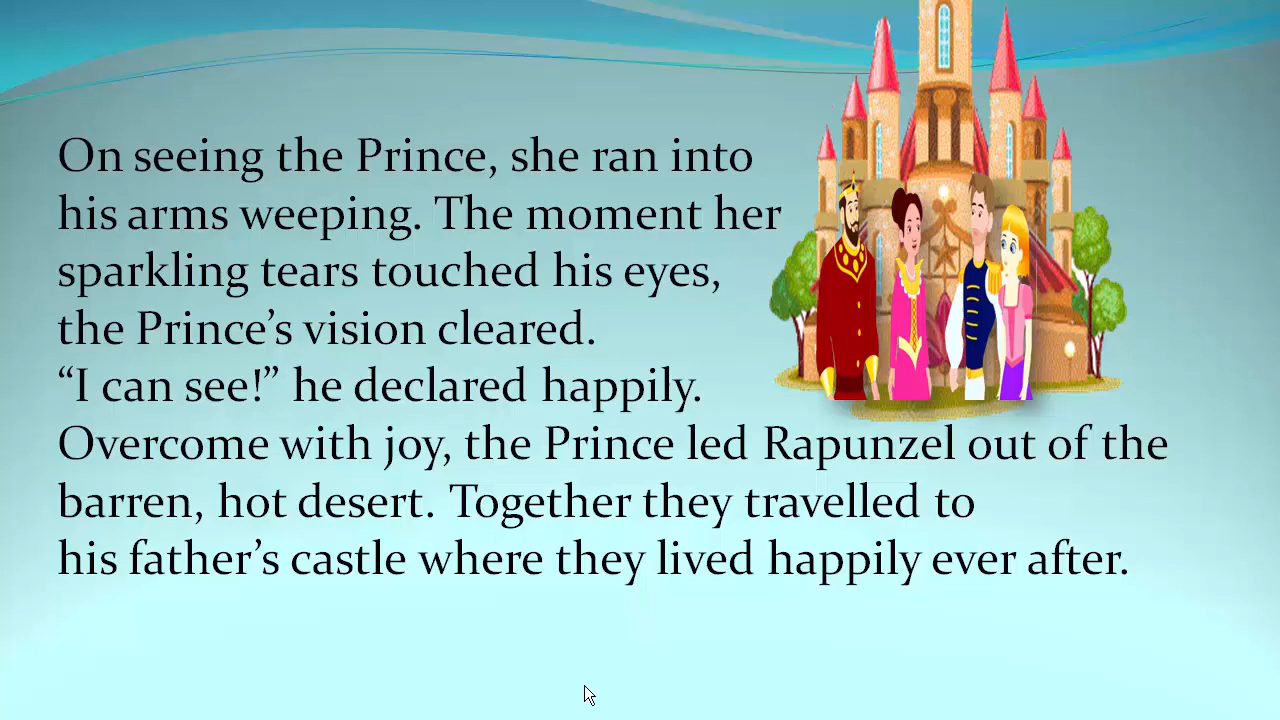 On seeing the Prince, she ran into
his arms weeping. The moment her
sparkling tears touched his eyes,
the Prince’s vision cleared.
“I can see!” he declared happily.
Overcome with joy, the Prince led Rapunzel out of the
barren, hot desert. Together they travelled to
his father’s castle where they lived happily ever after.